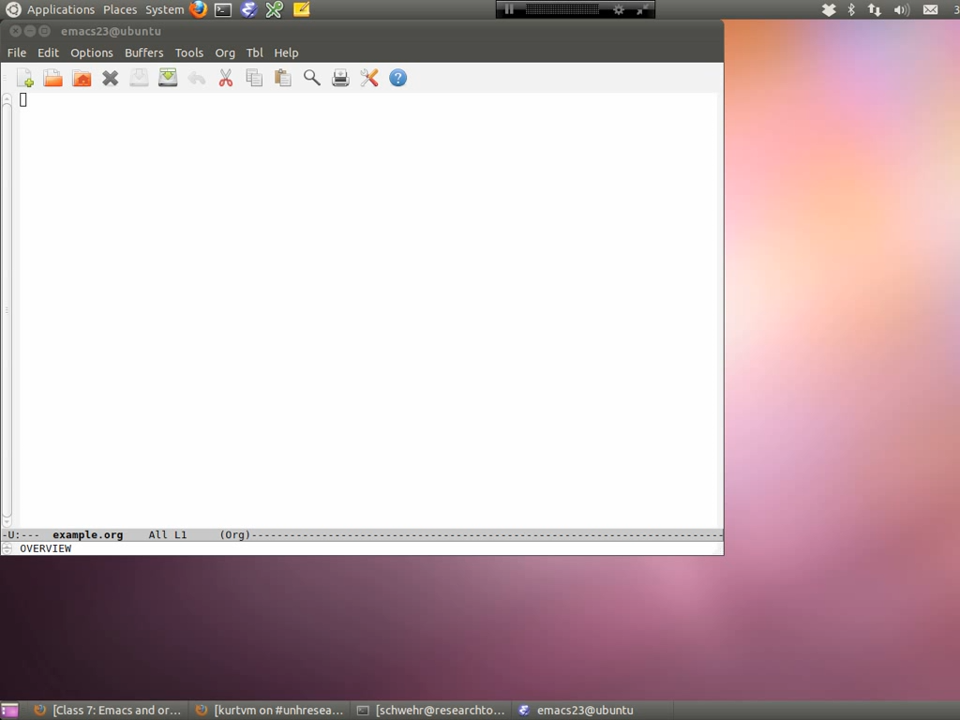 Applications Places System 3
emacs23@ubuntu
File Edit Options Buffers Tools Org Tbl Help
-U:--- example.org All L1 (Org)--------------------------------------------------------------------
OVERVIEW
[Class 7: Emacs and or... [kurtvm on #unhresea... [schwehr@researchto... emacs23@ubuntu